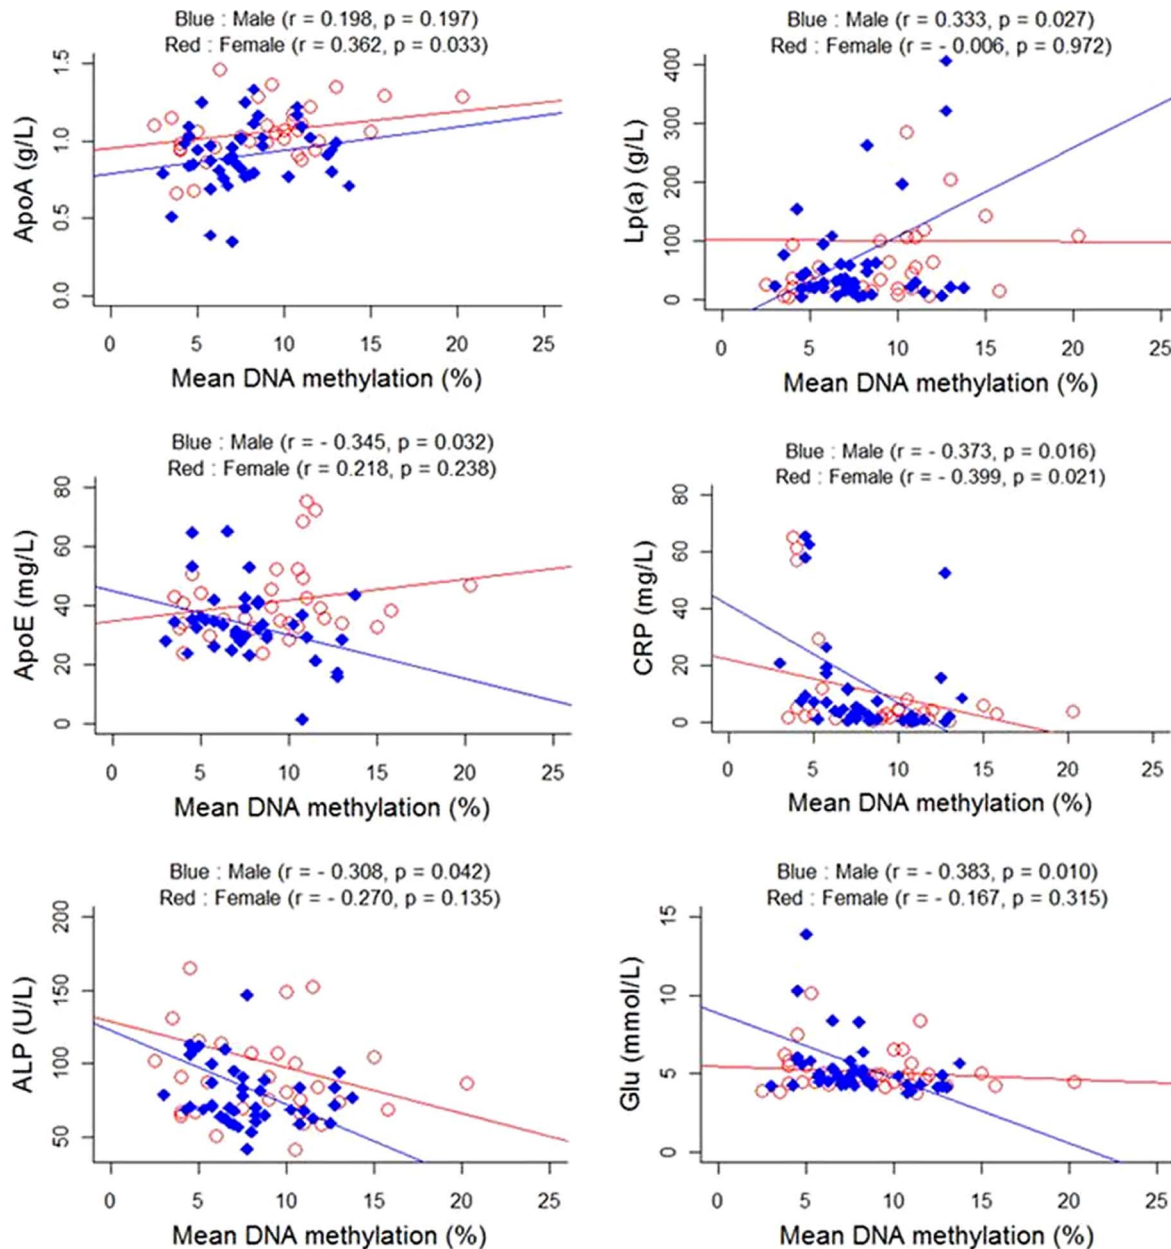 Blue : Male (r = 0.198, p = 0.197)
Red : Female (r = 0.362, p = 0.033)
ApoA (g/L)
1.5
1.0
0.5
0.0
0 5 10 15 20 25
Mean DNA methylation (%)
Blue : Male (r = 0.333, p = 0.027)
Red : Female (r = - 0.006, p = 0.972)
Lp(a) (g/L)
400
300
200
100
0
0 5 10 15 20 25
Mean DNA methylation (%)
Blue : Male (r = - 0.345, p = 0.032)
Red : Female (r = 0.218, p = 0.238)
ApoE (mg/L)
80
60
40
20
0
0 5 10 15 20 25
Mean DNA methylation (%)
Blue : Male (r = - 0.373, p = 0.016)
Red : Female (r = - 0.399, p = 0.021)
CRP (mg/L)
80
60
40
20
0
0 5 10 15 20 25
Mean DNA methylation (%)
Blue : Male (r = - 0.308, p = 0.042)
Red : Female (r = - 0.270, p = 0.135)
ALP (U/L)
200
150
100
50
0 5 10 15 20 25
Mean DNA methylation (%)
Blue : Male (r = - 0.383, p = 0.010)
Red : Female (r = - 0.167, p = 0.315)
Glu (mmol/L)
15
10
5
0
0 5 10 15 20 25
Mean DNA methylation (%)